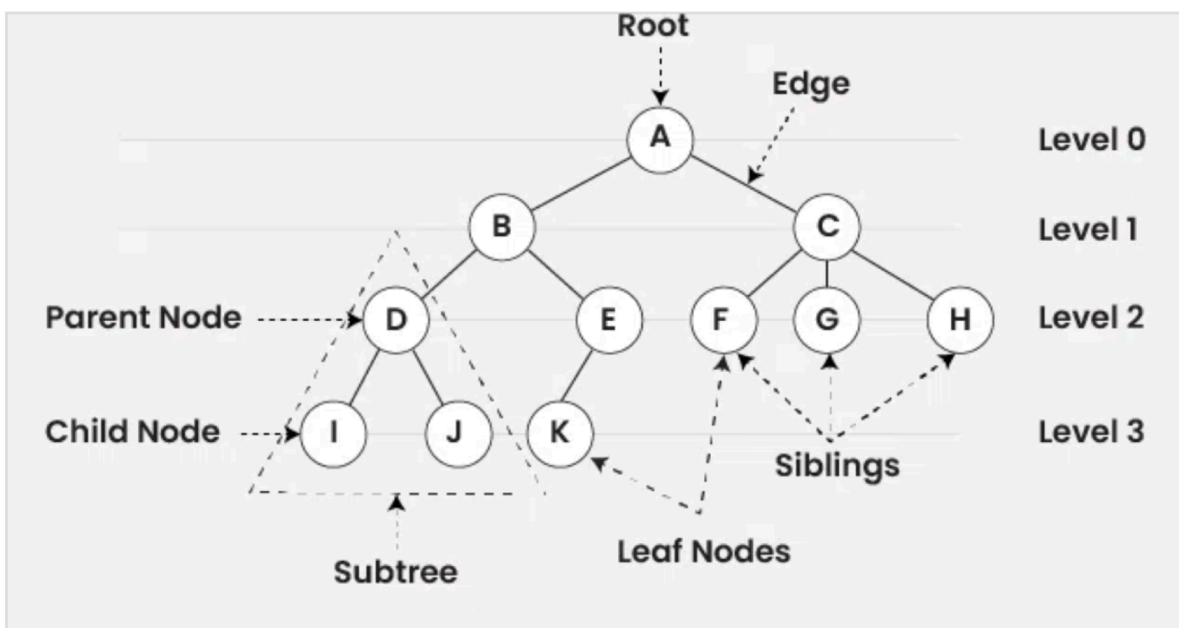 Root
Edge
A
Level 0
B
C
Level 1
Parent Node
D
E
F
G
H
Level 2
Child Node
I
J
K
Level 3
Siblings
Leaf Nodes
Subtree